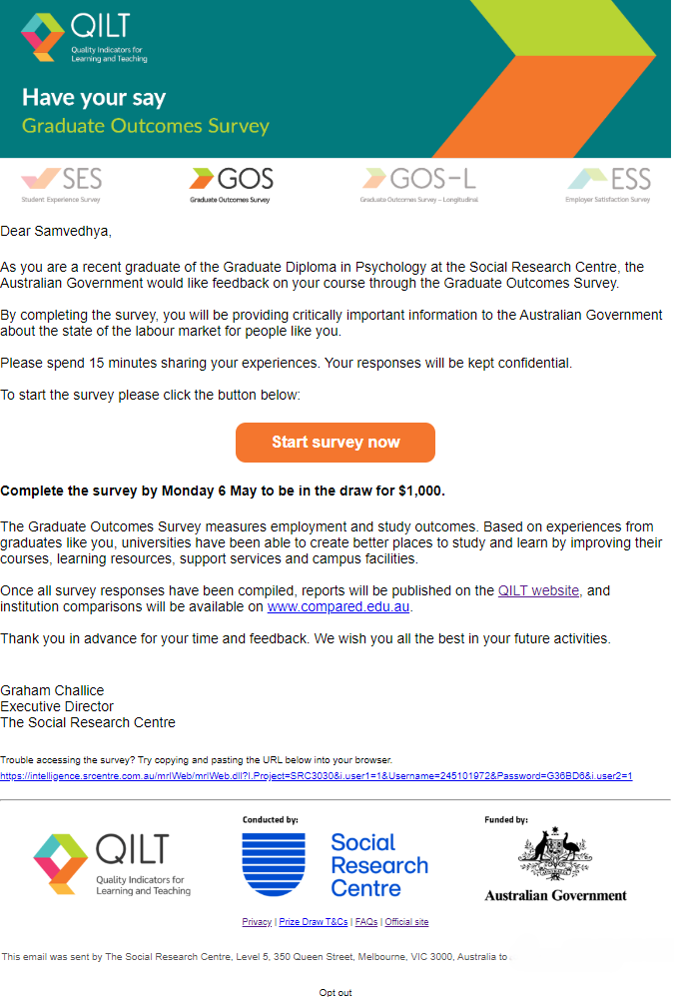 QILT
Quality Indicators for
Learning and Teaching
Have your say
Graduate Outcomes Survey
SES
Student Experience Survey
GOS
Graduate Outcomes Survey
GOS-L
Graduate Outcomes Survey – Longitudinal
ESS
Employer Satisfaction Survey
Dear Samvedhya,
As you are a recent graduate of the Graduate Diploma in Psychology at the Social Research Centre, the
Australian Government would like feedback on your course through the Graduate Outcomes Survey.
By completing the survey, you will be providing critically important information to the Australian Government
about the state of the labour market for people like you.
Please spend 15 minutes sharing your experiences. Your responses will be kept confidential.
To start the survey please click the button below:
Start survey now
Complete the survey by Monday 6 May to be in the draw for $1,000.
The Graduate Outcomes Survey measures employment and study outcomes. Based on experiences from
graduates like you, universities have been able to create better places to study and learn by improving their
courses, learning resources, support services and campus facilities.
Once all survey responses have been compiled, reports will be published on the QILT website, and
institution comparisons will be available on www.compared.edu.au.
Thank you in advance for your time and feedback. We wish you all the best in your future activities.
Graham Challice
Executive Director
The Social Research Centre
Trouble accessing the survey? Try copying and pasting the URL below into your browser.
https://intelligence.srcentre.com.au/mrIWeb/mrIWeb.dll?I.Project=SRC3030&i.user1=1&Username=245101972&Password=G36BD6&i.user2=1
QILT
Quality Indicators for
Learning and Teaching
Conducted by:
Social
Research
Centre
Funded by:
Australian Government
Privacy | Prize Draw T&Cs | FAQs | Official site
This email was sent by The Social Research Centre, Level 5, 350 Queen Street, Melbourne, VIC 3000, Australia to
Opt out